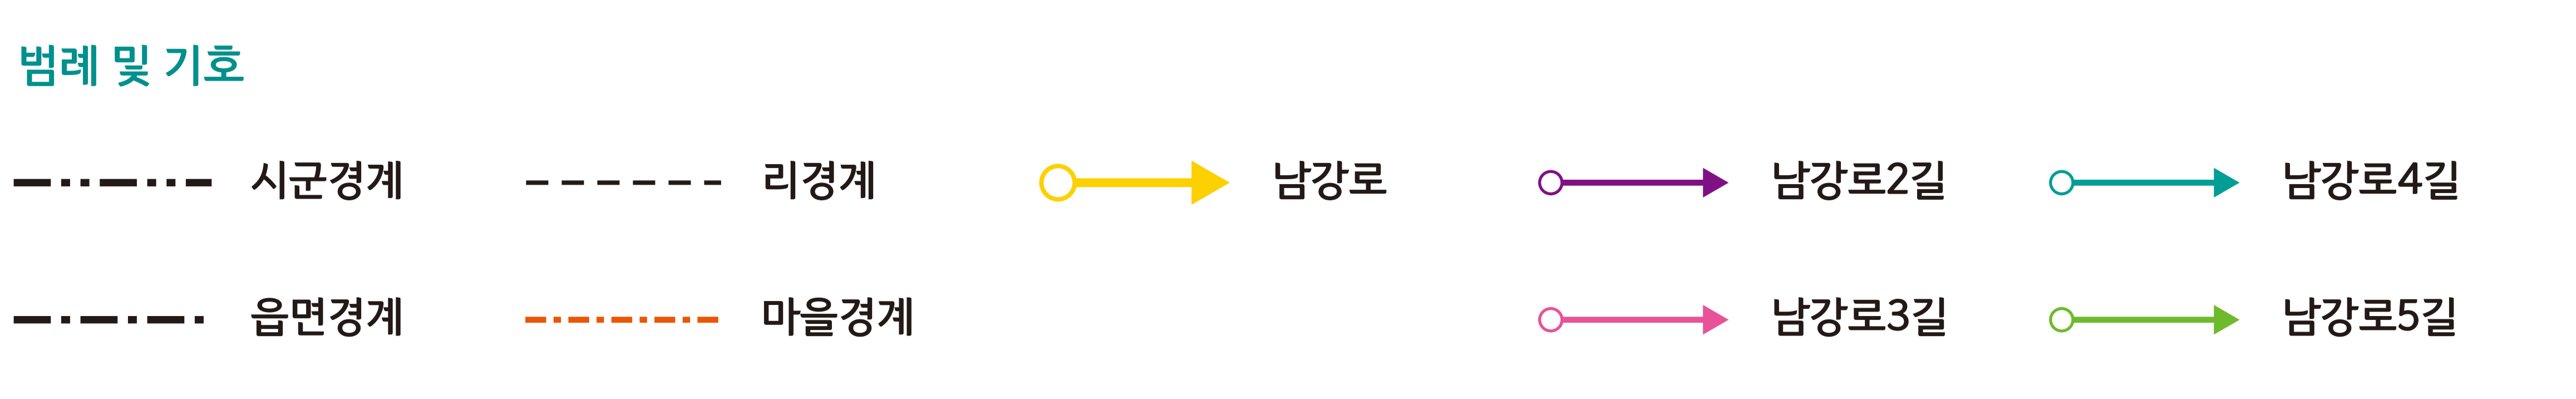 범례 및 기호
시군경계 리경계 남강로 남강로2길 남강로4길
읍면경계 마을경계 남강로3길 남강로5길